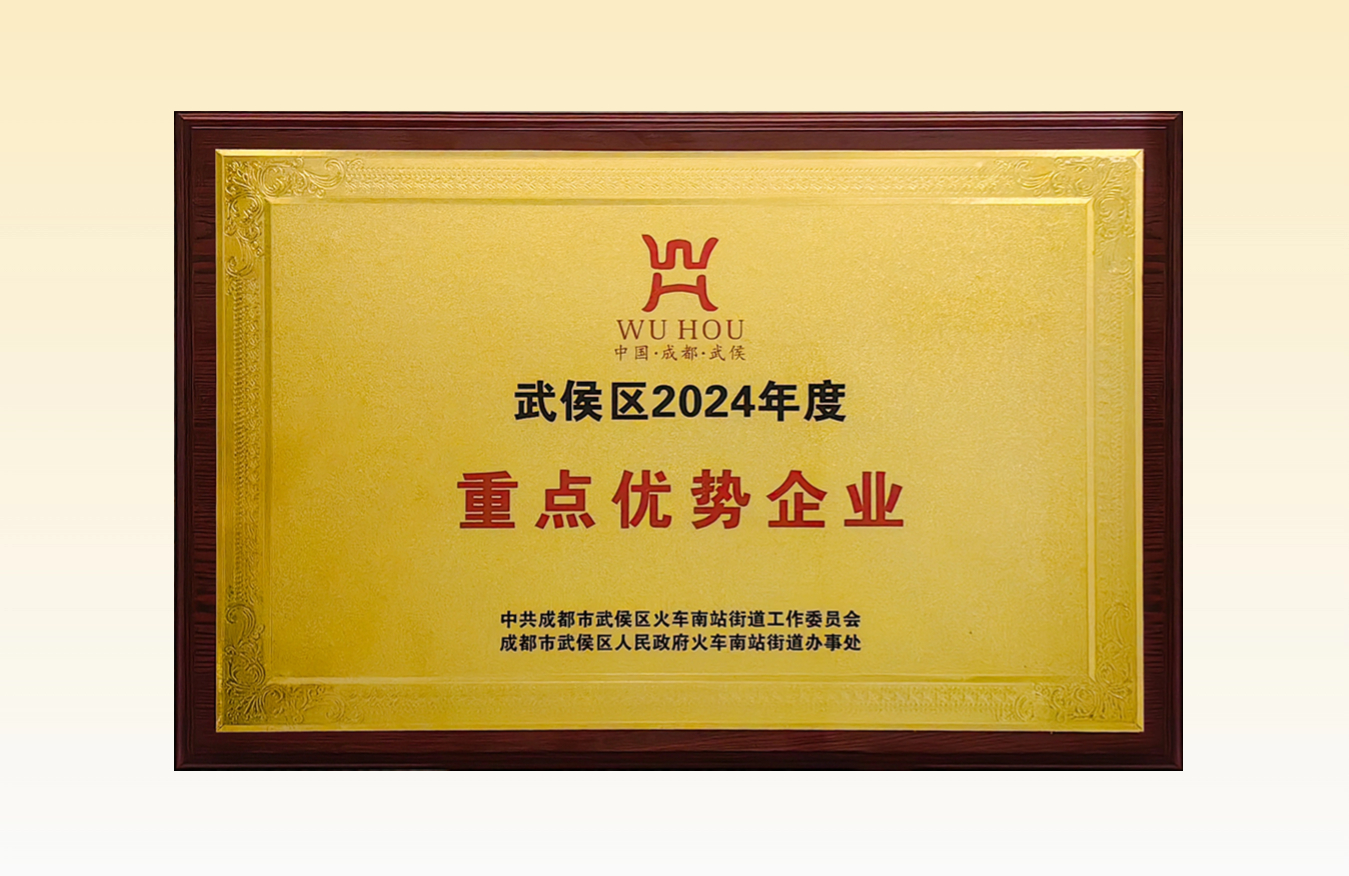 WU HOU
中国·成都·武侯
武侯区2024年度
重点优势企业
中共成都市武侯区火车南站街道工作委员会
成都市武侯区人民政府火车南站街道办事处